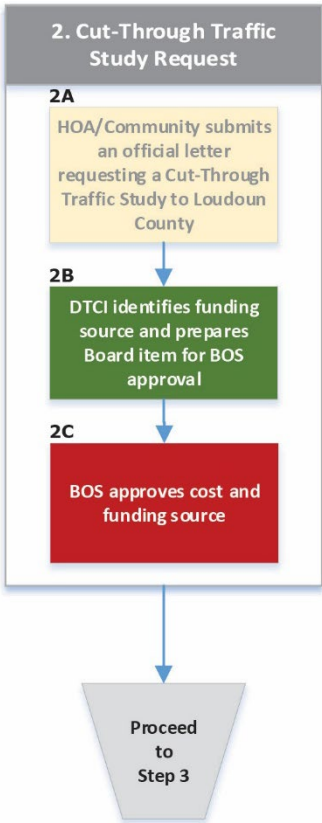 2. Cut-Through Traffic
Study Request
2A
HOA/Community submits
an official letter
requesting a Cut-Through
Traffic Study to Loudoun
County
2B
DTCI identifies funding
source and prepares
Board item for BOS
approval
2C
BOS approves cost and
funding source
Proceed
to
Step 3